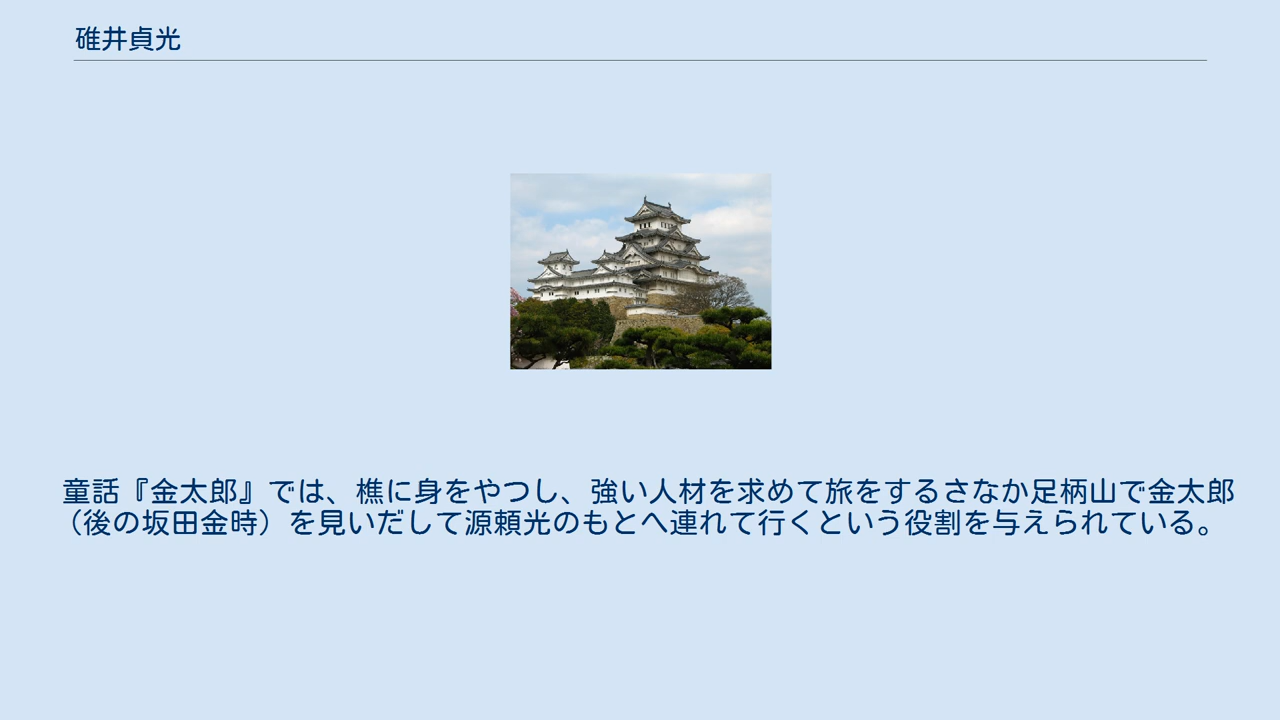 碓井貞光
童話『金太郎』では、樵に身をやつし、強い人材を求めて旅をするさなか足柄山で金太郎
（後の坂田金時）を見いだして源頼光のもとへ連れて行くという役割を与えられている。